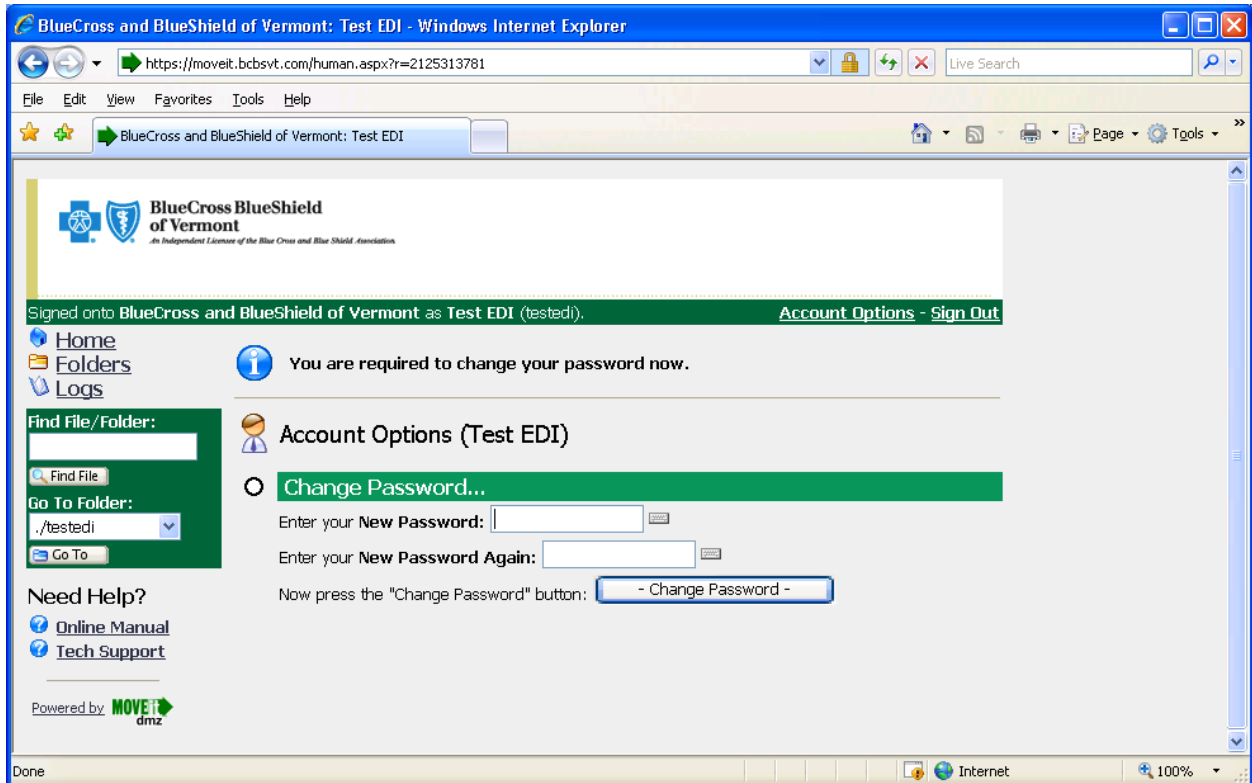 BlueCross and BlueShield of Vermont: Test EDI - Windows Internet Explorer
https://moveit.bcbsvt.com/human.aspx?r=2125313781
Live Search
File Edit View Favorites Tools Help
BlueCross and BlueShield of Vermont: Test EDI
Page Tools
BlueCross BlueShield
of Vermont
An Independent Licensee of the Blue Cross and Blue Shield Association.
Signed onto BlueCross and BlueShield of Vermont as Test EDI (testedi). Account Options - Sign Out
Home
Folders
Logs
Find File/Folder:
Find File
Go To Folder:
./testedi
Go To
Need Help?
Online Manual
Tech Support
Powered by MOVEit dmz
You are required to change your password now.
Account Options (Test EDI)
Change Password...
Enter your New Password:
Enter your New Password Again:
Now press the "Change Password" button: - Change Password -
Done Internet 100%